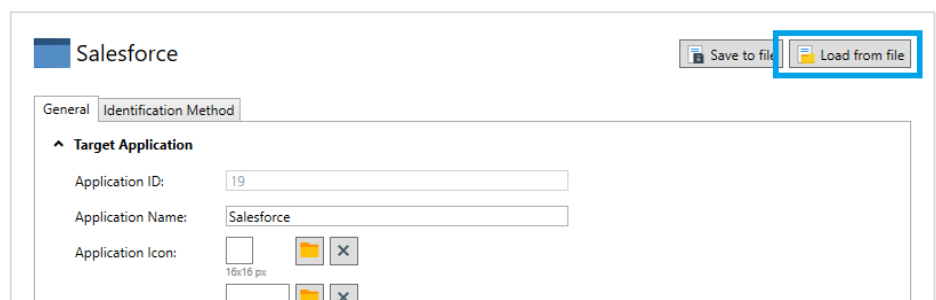 Salesforce
Save to file
Load from file
General
Identification Method
Target Application
Application ID:
19
Application Name:
Salesforce
Application Icon:
16x16 px